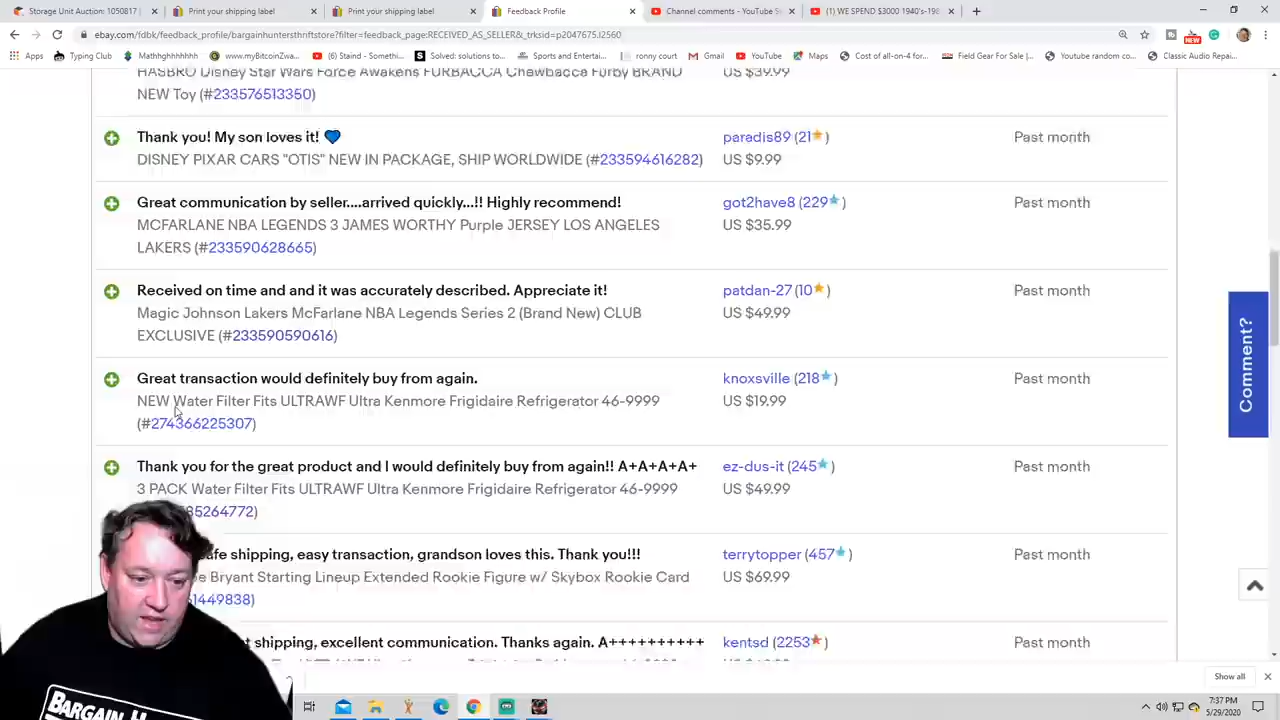 Storage Unit Auction: 1050817
Print your shipping label
Print your shipping label
Feedback Profile
Channel comments - YouTube S
(1) WE SPEND $3000 1940's-198
ebay.com/fdbk/feedback_profile/bargainhuntersthriftstore?filter=feedback_page:RECEIVED_AS_SELLER&_trksid=p2047675.l2560
Apps
Typing Club
Mathhghhhhhhh
www.myBitcoinZ...
(6) Staind - Somethi...
Solved: solutions to...
Sports and Entertai...
ronny court
Gmail
YouTube
Maps
Cost of all-on-4 for...
Field Gear For Sale |...
Youtube random co...
Classic Audio Repai...
HASBRO Disney Star Wars Force Awakens FURBACCA Chawbacca Furby BRAND
NEW Toy (#233576513350)
US $39.99
Thank you! My son loves it! 💙
DISNEY PIXAR CARS "OTIS" NEW IN PACKAGE, SHIP WORLDWIDE (#233594616282)
paradis89 (21)
US $9.99
Past month
Great communication by seller....arrived quickly...!! Highly recommend!
MCFARLANE NBA LEGENDS 3 JAMES WORTHY Purple JERSEY LOS ANGELES
LAKERS (#233590628665)
got2have8 (229)
US $35.99
Past month
Received on time and and it was accurately described. Appreciate it!
Magic Johnson Lakers McFarlane NBA Legends Series 2 (Brand New) CLUB
EXCLUSIVE (#233590590616)
patdan-27 (10)
US $49.99
Past month
Great transaction would definitely buy from again.
NEW Water Filter Fits ULTRAWF Ultra Kenmore Frigidaire Refrigerator 46-9999
(#274366225307)
knoxsville (218)
US $19.99
Past month
Thank you for the great product and I would definitely buy from again!! A+A+A+A+
3 PACK Water Filter Fits ULTRAWF Ultra Kenmore Frigidaire Refrigerator 46-9999
85264772)
ez-dus-it (245)
US $49.99
Past month
safe shipping, easy transaction, grandson loves this. Thank you!!!
Bryant Starting Lineup Extended Rookie Figure w/ Skybox Rookie Card
1449838)
terrytopper (457)
US $69.99
Past month
shipping, excellent communication. Thanks again. A++++++++++
kentsd (2253)
Past month
Comment?
Show all
7:37 PM
5/29/2020
BARGAIN